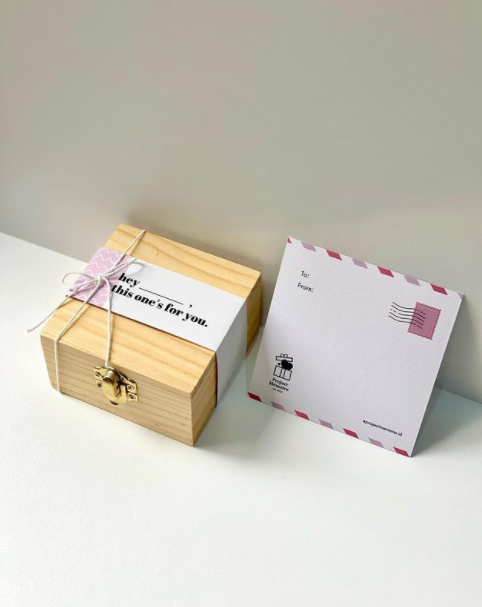 hey ________ ,
this one's for you.
To:
From:
Project
Memoire